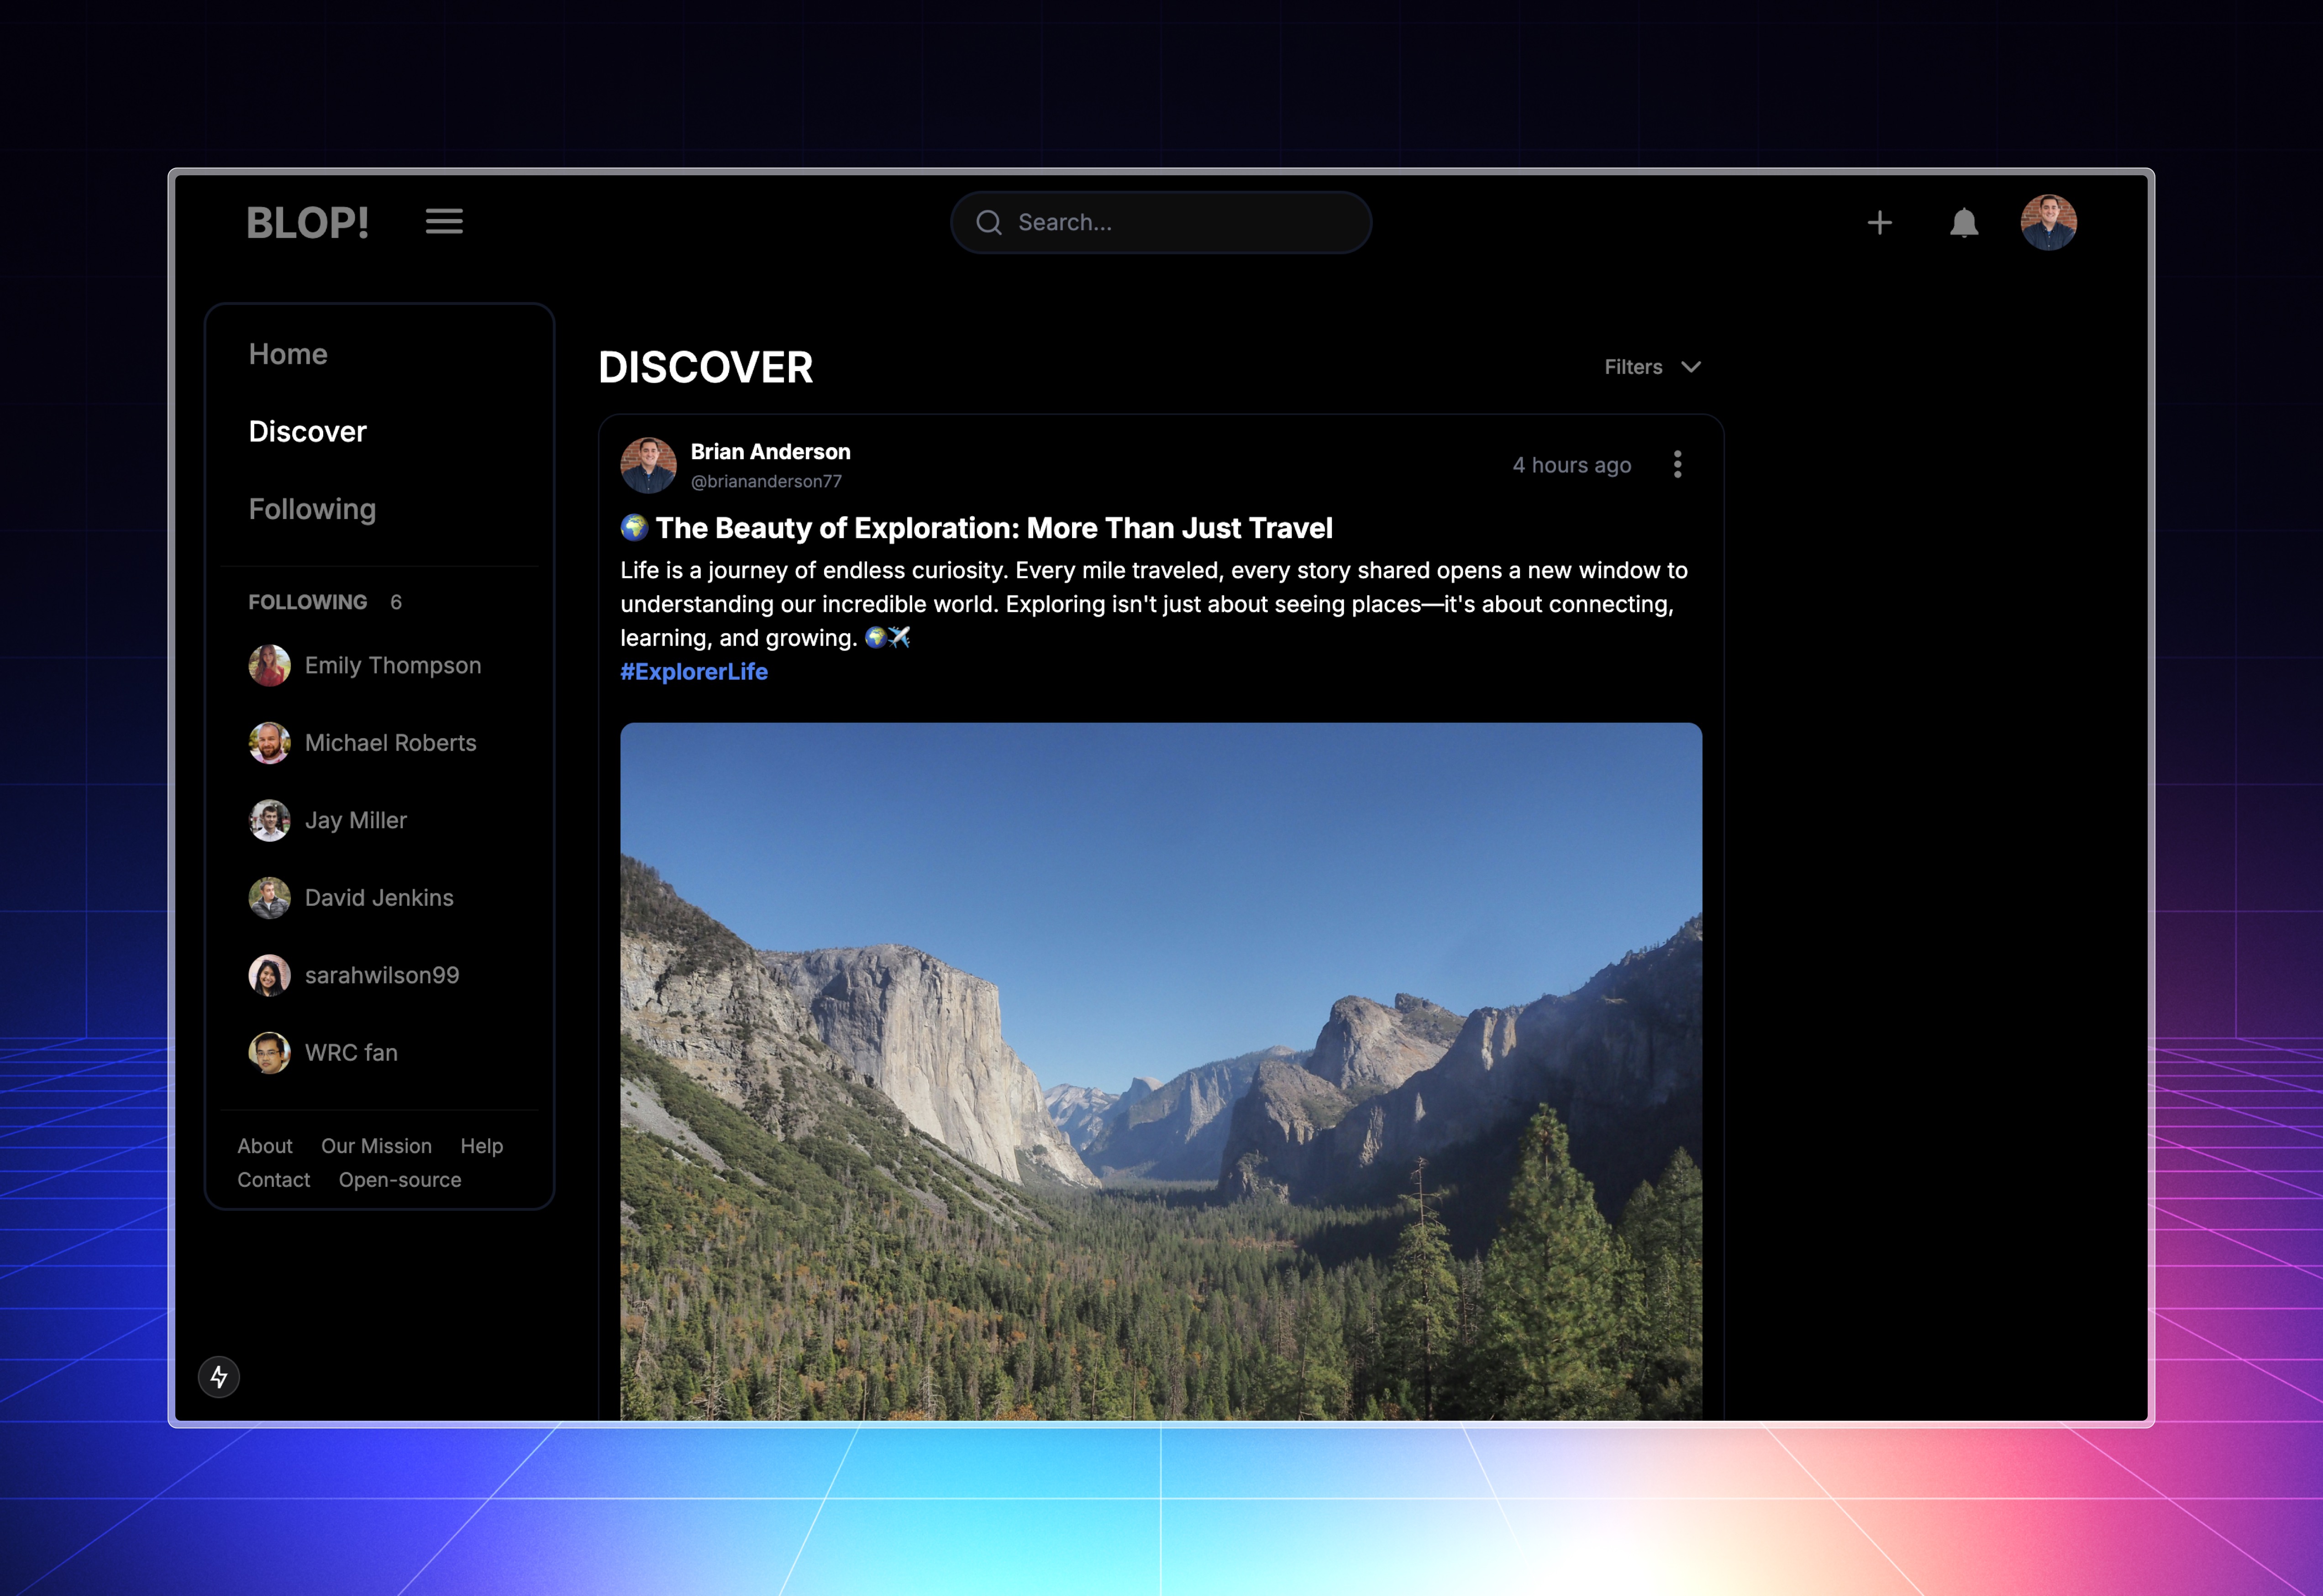 BLOP!
Search...
Home
Discover
Following
FOLLOWING 6
Emily Thompson
Michael Roberts
Jay Miller
David Jenkins
sarahwilson99
WRC fan
About Our Mission Help
Contact Open-source
DISCOVER
Filters
Brian Anderson
@briananderson77
4 hours ago
🌍 The Beauty of Exploration: More Than Just Travel
Life is a journey of endless curiosity. Every mile traveled, every story shared opens a new window to
understanding our incredible world. Exploring isn't just about seeing places—it's about connecting,
learning, and growing. 🌍✈️
#ExplorerLife